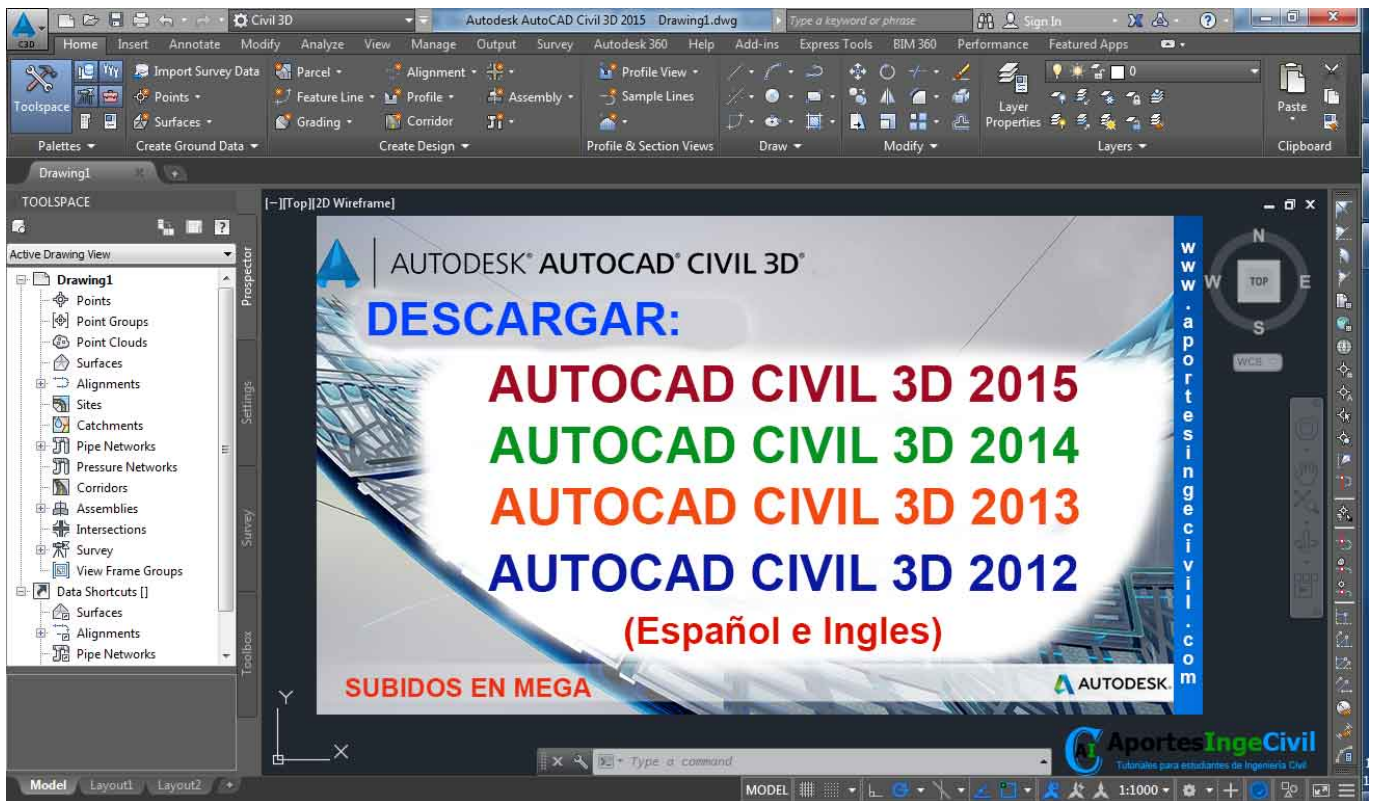 Civil 3D
Autodesk AutoCAD Civil 3D 2015 Drawing1.dwg
Type a keyword or phrase
Sign In
C3D
Home Insert Annotate Modify Analyze View Manage Output Survey Autodesk 360 Help Add-ins Express Tools BIM 360 Performance Featured Apps
Toolspace
Import Survey Data
Points
Surfaces
Parcel
Feature Line
Grading
Alignment
Profile
Corridor
Assembly
Profile View
Sample Lines
Layer
Properties
0
Paste
Palettes
Create Ground Data
Create Design
Profile & Section Views
Draw
Modify
Layers
Clipboard
Drawing1
TOOLSPACE
Active Drawing View
Drawing1
Points
Point Groups
Point Clouds
Surfaces
Alignments
Sites
Catchments
Pipe Networks
Pressure Networks
Corridors
Assemblies
Intersections
Survey
View Frame Groups
Data Shortcuts []
Surfaces
Alignments
Pipe Networks
Prospector
Settings
Survey
Toolbox
[−][Top][2D Wireframe]
AUTODESK® AUTOCAD® CIVIL 3D®
DESCARGAR:
AUTOCAD CIVIL 3D 2015
AUTOCAD CIVIL 3D 2014
AUTOCAD CIVIL 3D 2013
AUTOCAD CIVIL 3D 2012
(Español e Ingles)
SUBIDOS EN MEGA
AUTODESK.
www.aportesingecivil.com
N
W
TOP
E
S
WCS
Y
X
Type a command
AI
AportesIngeCivil
Tutoriales para estudiantes de Ingenieria Civil
Model Layout1 Layout2
MODEL
1:1000